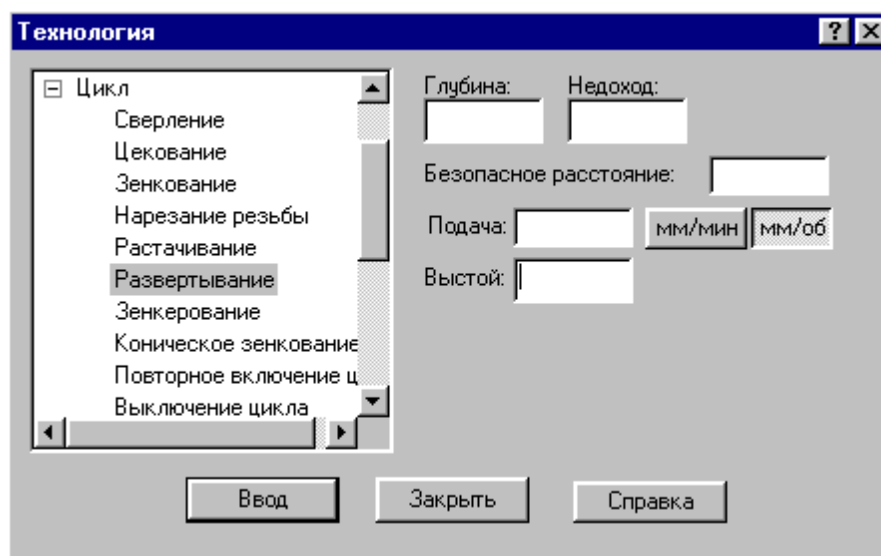 Технология
Цикл
Сверление
Цекование
Зенкование
Нарезание резьбы
Растачивание
Развертывание
Зенкерование
Коническое зенкование
Повторное включение ц
Выключение цикла
Глубина: Недоход:
Безопасное расстояние:
Подача: мм/мин мм/об
Выстой:
Ввод Закрыть Справка